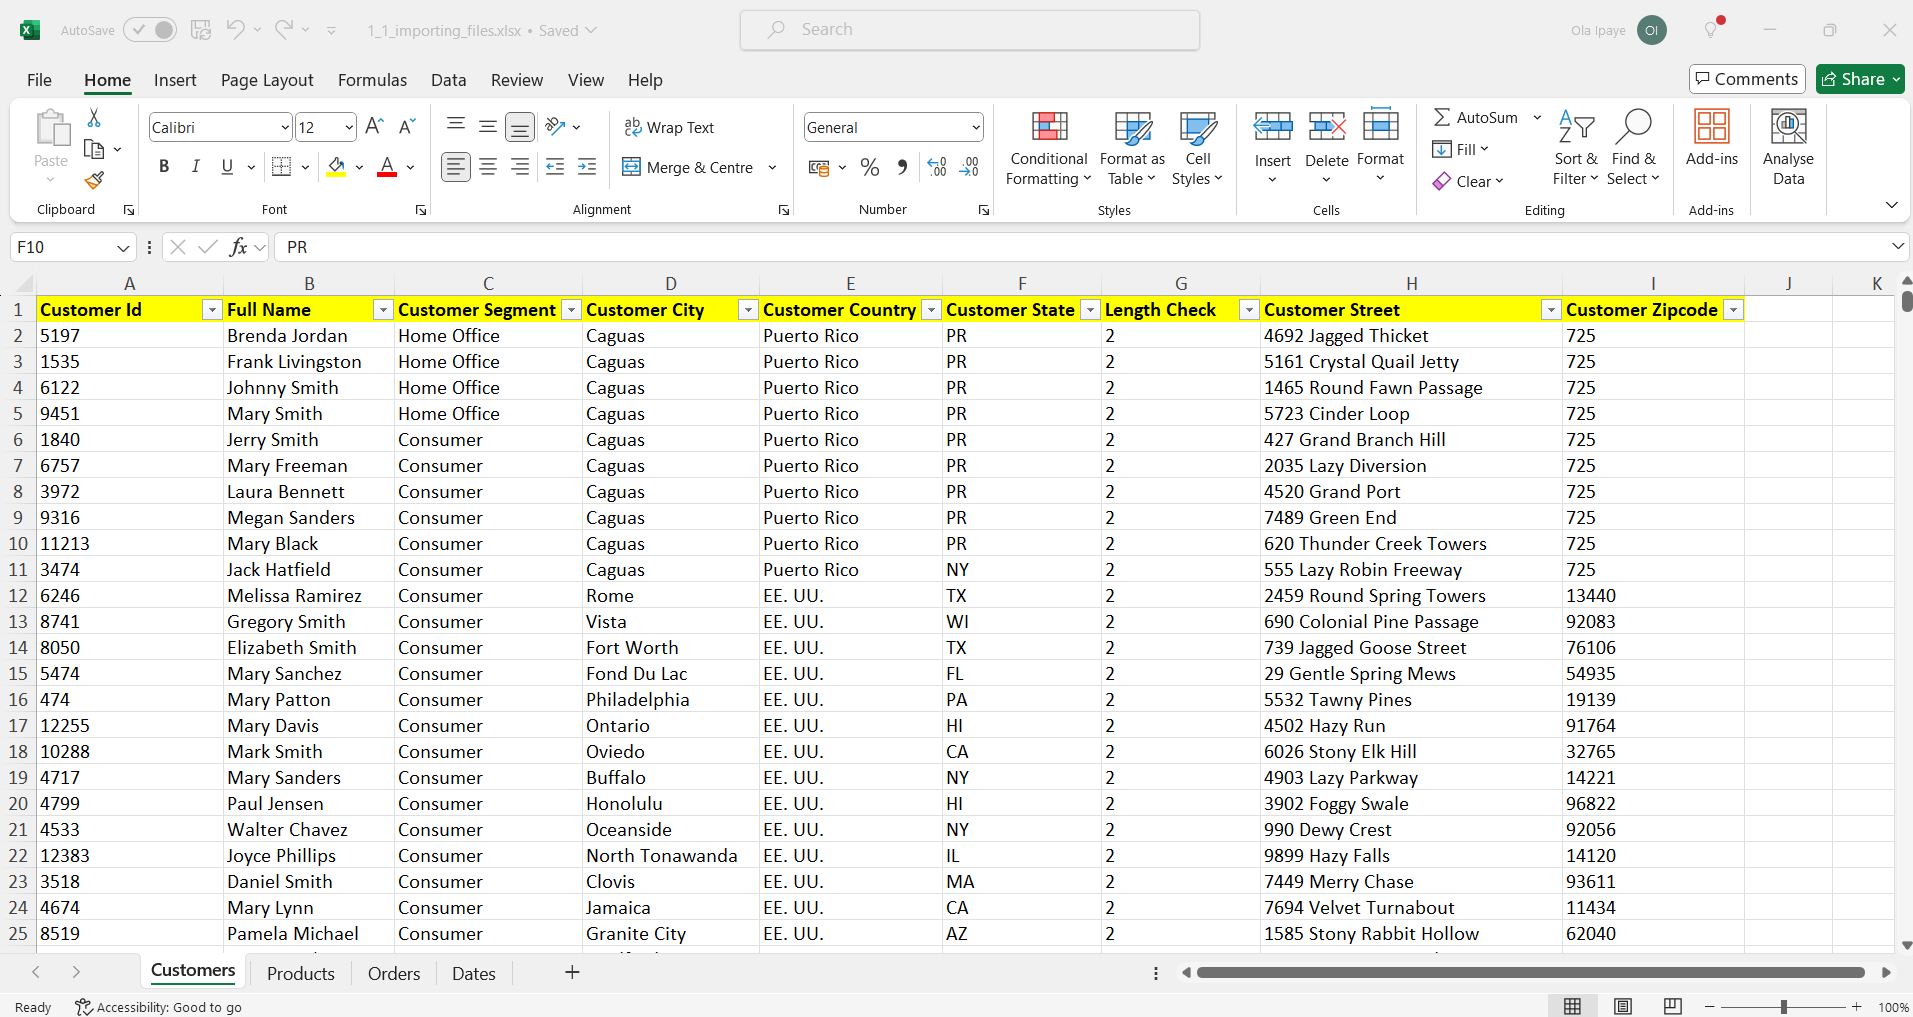 AutoSave 1_1_importing_files.xlsx • Saved Search Ola Ipaye OI
File Home Insert Page Layout Formulas Data Review View Help Comments Share
Paste Calibri 12 Wrap Text General Conditional Formatting Format as Table Cell Styles Insert Delete Format AutoSum Fill Clear Sort & Filter Find & Select Add-ins Analyse Data
B I U A Merge & Centre %
Clipboard Font Alignment Number Styles Cells Editing Add-ins
F10 fx PR
A B C D E F G H I J K
1 Customer Id Full Name Customer Segment Customer City Customer Country Customer State Length Check Customer Street Customer Zipcode
2 5197 Brenda Jordan Home Office Caguas Puerto Rico PR 2 4692 Jagged Thicket 725
3 1535 Frank Livingston Home Office Caguas Puerto Rico PR 2 5161 Crystal Quail Jetty 725
4 6122 Johnny Smith Home Office Caguas Puerto Rico PR 2 1465 Round Fawn Passage 725
5 9451 Mary Smith Home Office Caguas Puerto Rico PR 2 5723 Cinder Loop 725
6 1840 Jerry Smith Consumer Caguas Puerto Rico PR 2 427 Grand Branch Hill 725
7 6757 Mary Freeman Consumer Caguas Puerto Rico PR 2 2035 Lazy Diversion 725
8 3972 Laura Bennett Consumer Caguas Puerto Rico PR 2 4520 Grand Port 725
9 9316 Megan Sanders Consumer Caguas Puerto Rico PR 2 7489 Green End 725
10 11213 Mary Black Consumer Caguas Puerto Rico PR 2 620 Thunder Creek Towers 725
11 3474 Jack Hatfield Consumer Caguas Puerto Rico NY 2 555 Lazy Robin Freeway 725
12 6246 Melissa Ramirez Consumer Rome EE. UU. TX 2 2459 Round Spring Towers 13440
13 8741 Gregory Smith Consumer Vista EE. UU. WI 2 690 Colonial Pine Passage 92083
14 8050 Elizabeth Smith Consumer Fort Worth EE. UU. TX 2 739 Jagged Goose Street 76106
15 5474 Mary Sanchez Consumer Fond Du Lac EE. UU. FL 2 29 Gentle Spring Mews 54935
16 474 Mary Patton Consumer Philadelphia EE. UU. PA 2 5532 Tawny Pines 19139
17 12255 Mary Davis Consumer Ontario EE. UU. HI 2 4502 Hazy Run 91764
18 10288 Mark Smith Consumer Oviedo EE. UU. CA 2 6026 Stony Elk Hill 32765
19 4717 Mary Sanders Consumer Buffalo EE. UU. NY 2 4903 Lazy Parkway 14221
20 4799 Paul Jensen Consumer Honolulu EE. UU. HI 2 3902 Foggy Swale 96822
21 4533 Walter Chavez Consumer Oceanside EE. UU. NY 2 990 Dewy Crest 92056
22 12383 Joyce Phillips Consumer North Tonawanda EE. UU. IL 2 9899 Hazy Falls 14120
23 3518 Daniel Smith Consumer Clovis EE. UU. MA 2 7449 Merry Chase 93611
24 4674 Mary Lynn Consumer Jamaica EE. UU. CA 2 7694 Velvet Turnabout 11434
25 8519 Pamela Michael Consumer Granite City EE. UU. AZ 2 1585 Stony Rabbit Hollow 62040
Customers Products Orders Dates
Ready Accessibility: Good to go 100%